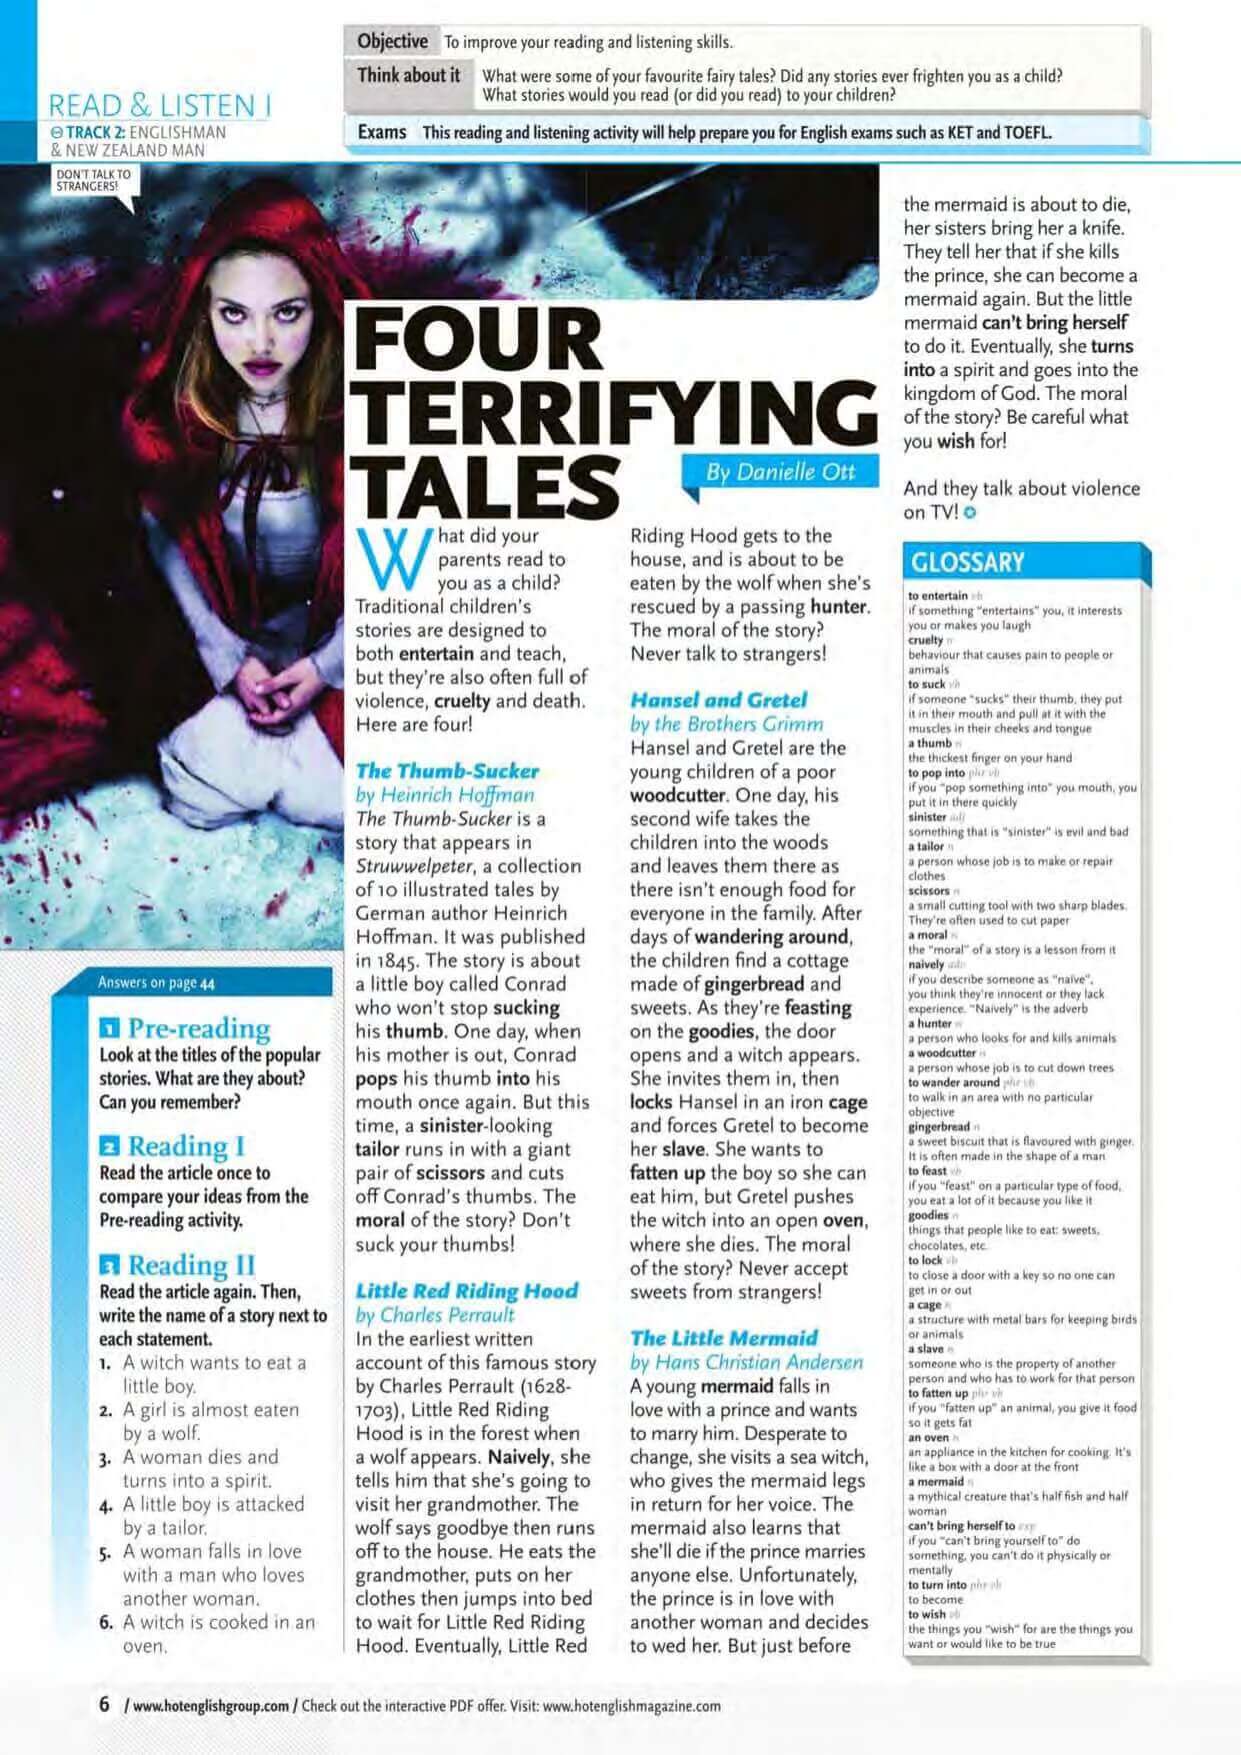 Objective To improve your reading and listening skills.
Think about it What were some of your favourite fairy tales? Did any stories ever frighten you as a child?
What stories would you read (or did you read) to your children?
Exams This reading and listening activity will help prepare you for English exams such as KET and TOEFL.
READ & LISTEN I
TRACK 2: ENGLISHMAN
& NEW ZEALAND MAN
DON'T TALK TO
STRANGERS!
FOUR
TERRIFYING
TALES
By Danielle Ott
What did your
parents read to
you as a child?
Traditional children's
stories are designed to
both entertain and teach,
but they're also often full of
violence, cruelty and death.
Here are four!
The Thumb-Sucker
by Heinrich Hoffman
The Thumb-Sucker is a
story that appears in
Struwwelpeter, a collection
of 10 illustrated tales by
German author Heinrich
Hoffman. It was published
in 1845. The story is about
a little boy called Conrad
who won't stop sucking
his thumb. One day, when
his mother is out, Conrad
pops his thumb into his
mouth once again. But this
time, a sinister-looking
tailor runs in with a giant
pair of scissors and cuts
off Conrad's thumbs. The
moral of the story? Don't
suck your thumbs!
Little Red Riding Hood
by Charles Perrault
In the earliest written
account of this famous story
by Charles Perrault (1628-
1703), Little Red Riding
Hood is in the forest when
a wolf appears. Naively, she
tells him that she's going to
visit her grandmother. The
wolf says goodbye then runs
off to the house. He eats the
grandmother, puts on her
clothes then jumps into bed
to wait for Little Red Riding
Hood. Eventually, Little Red
Riding Hood gets to the
house, and is about to be
eaten by the wolf when she's
rescued by a passing hunter.
The moral of the story?
Never talk to strangers!
Hansel and Gretel
by the Brothers Grimm
Hansel and Gretel are the
young children of a poor
woodcutter. One day, his
second wife takes the
children into the woods
and leaves them there as
there isn't enough food for
everyone in the family. After
days of wandering around,
the children find a cottage
made of gingerbread and
sweets. As they're feasting
on the goodies, the door
opens and a witch appears.
She invites them in, then
locks Hansel in an iron cage
and forces Gretel to become
her slave. She wants to
fatten up the boy so she can
eat him, but Gretel pushes
the witch into an open oven,
where she dies. The moral
of the story? Never accept
sweets from strangers!
The Little Mermaid
by Hans Christian Andersen
A young mermaid falls in
love with a prince and wants
to marry him. Desperate to
change, she visits a sea witch,
who gives the mermaid legs
in return for her voice. The
mermaid also learns that
she'll die if the prince marries
anyone else. Unfortunately,
the prince is in love with
another woman and decides
to wed her. But just before
the mermaid is about to die,
her sisters bring her a knife.
They tell her that if she kills
the prince, she can become a
mermaid again. But the little
mermaid can't bring herself
to do it. Eventually, she turns
into a spirit and goes into the
kingdom of God. The moral
of the story? Be careful what
you wish for!
And they talk about violence
on TV!
GLOSSARY
to entertain vb
if something "entertains" you, it interests
you or makes you laugh
cruelty n
behaviour that causes pain to people or
animals
to suck vb
if someone "sucks" their thumb, they put
it in their mouth and pull at it with the
muscles in their cheeks and tongue
a thumb n
the thickest finger on your hand
to pop into phr vb
if you "pop something into" you mouth, you
put it in there quickly
sinister adj
something that is "sinister" is evil and bad
a tailor n
a person whose job is to make or repair
clothes
scissors n
a small cutting tool with two sharp blades.
They're often used to cut paper
a moral n
the "moral" of a story is a lesson from it
naively adv
if you describe someone as "naïve",
you think they're innocent or they lack
experience. "Naively" is the adverb
a hunter n
a person who looks for and kills animals
a woodcutter n
a person whose job is to cut down trees
to wander around phr vb
to walk in an area with no particular
objective
gingerbread n
a sweet biscuit that is flavoured with ginger.
It is often made in the shape of a man
to feast vb
if you "feast" on a particular type of food,
you eat a lot of it because you like it
goodies n
things that people like to eat: sweets,
chocolates, etc.
to lock vb
to close a door with a key so no one can
get in or out
a cage n
a structure with metal bars for keeping birds
or animals
a slave n
someone who is the property of another
person and who has to work for that person
to fatten up phr vb
if you "fatten up" an animal, you give it food
so it gets fat
an oven n
an appliance in the kitchen for cooking. It's
like a box with a door at the front
a mermaid n
a mythical creature that's half fish and half
woman
can't bring herself to exp
if you "can't bring yourself to" do
something, you can't do it physically or
mentally
to turn into phr vb
to become
to wish vb
the things you "wish" for are the things you
want or would like to be true
Answers on page 44
1 Pre-reading
Look at the titles of the popular
stories. What are they about?
Can you remember?
2 Reading I
Read the article once to
compare your ideas from the
Pre-reading activity.
3 Reading II
Read the article again. Then,
write the name of a story next to
each statement.
1. A witch wants to eat a
little boy.
2. A girl is almost eaten
by a wolf.
3. A woman dies and
turns into a spirit.
4. A little boy is attacked
by a tailor.
5. A woman falls in love
with a man who loves
another woman.
6. A witch is cooked in an
oven.
6 / www.hotenglishgroup.com / Check out the interactive PDF offer. Visit: www.hotenglishmagazine.com